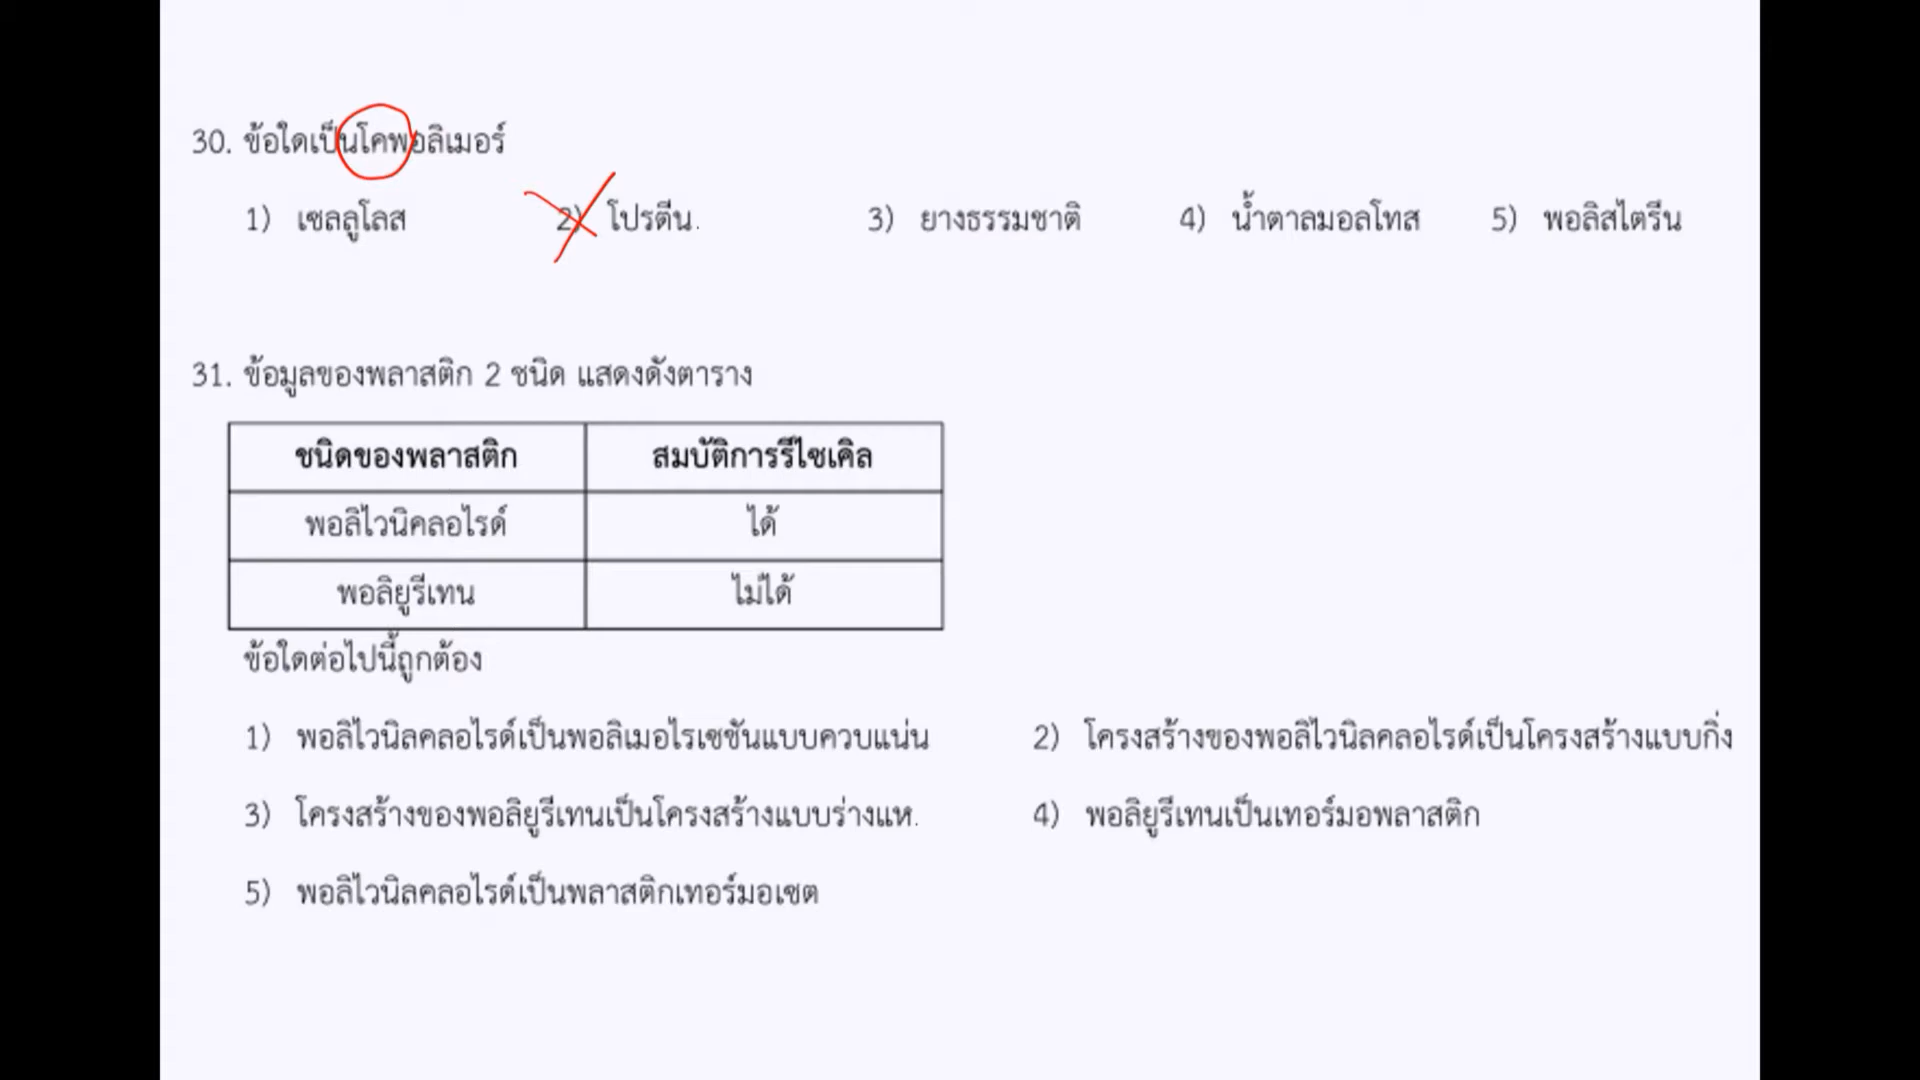 30. ข้อใดเป็นโคพอลิเมอร์
1) เซลลูโลส 2) โปรตีน. 3) ยางธรรมชาติ 4) น้ำตาลมอลโทส 5) พอลิสไตรีน
31. ข้อมูลของพลาสติก 2 ชนิด แสดงดังตาราง
ชนิดของพลาสติก สมบัติการรีไซเคิล
พอลิไวนิคลอไรด์ ได้
พอลิยูรีเทน ไม่ได้
ข้อใดต่อไปนี้ถูกต้อง
1) พอลิไวนิลคลอไรด์เป็นพอลิเมอไรเซชันแบบควบแน่น 2) โครงสร้างของพอลิไวนิลคลอไรด์เป็นโครงสร้างแบบกิ่ง
3) โครงสร้างของพอลิยูรีเทนเป็นโครงสร้างแบบร่างแห. 4) พอลิยูรีเทนเป็นเทอร์มอพลาสติก
5) พอลิไวนิลคลอไรด์เป็นพลาสติกเทอร์มอเซต